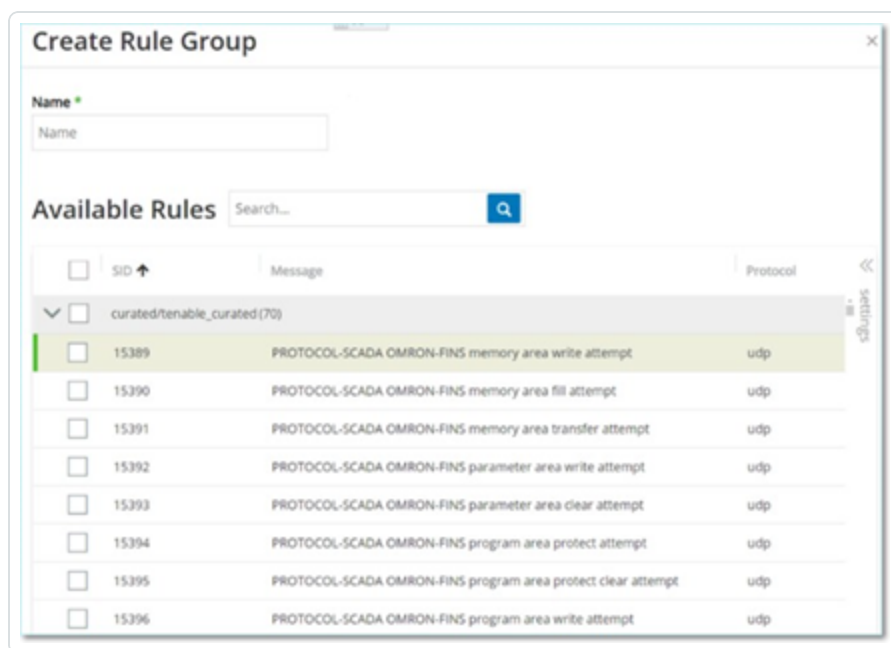 Create Rule Group
Name *
Name
Available Rules Search...
SID Message Protocol
settings
curated/tenable_curated (70)
15389 PROTOCOL-SCADA OMRON-FINS memory area write attempt udp
15390 PROTOCOL-SCADA OMRON-FINS memory area fill attempt udp
15391 PROTOCOL-SCADA OMRON-FINS memory area transfer attempt udp
15392 PROTOCOL-SCADA OMRON-FINS parameter area write attempt udp
15393 PROTOCOL-SCADA OMRON-FINS parameter area clear attempt udp
15394 PROTOCOL-SCADA OMRON-FINS program area protect attempt udp
15395 PROTOCOL-SCADA OMRON-FINS program area protect clear attempt udp
15396 PROTOCOL-SCADA OMRON-FINS program area write attempt udp